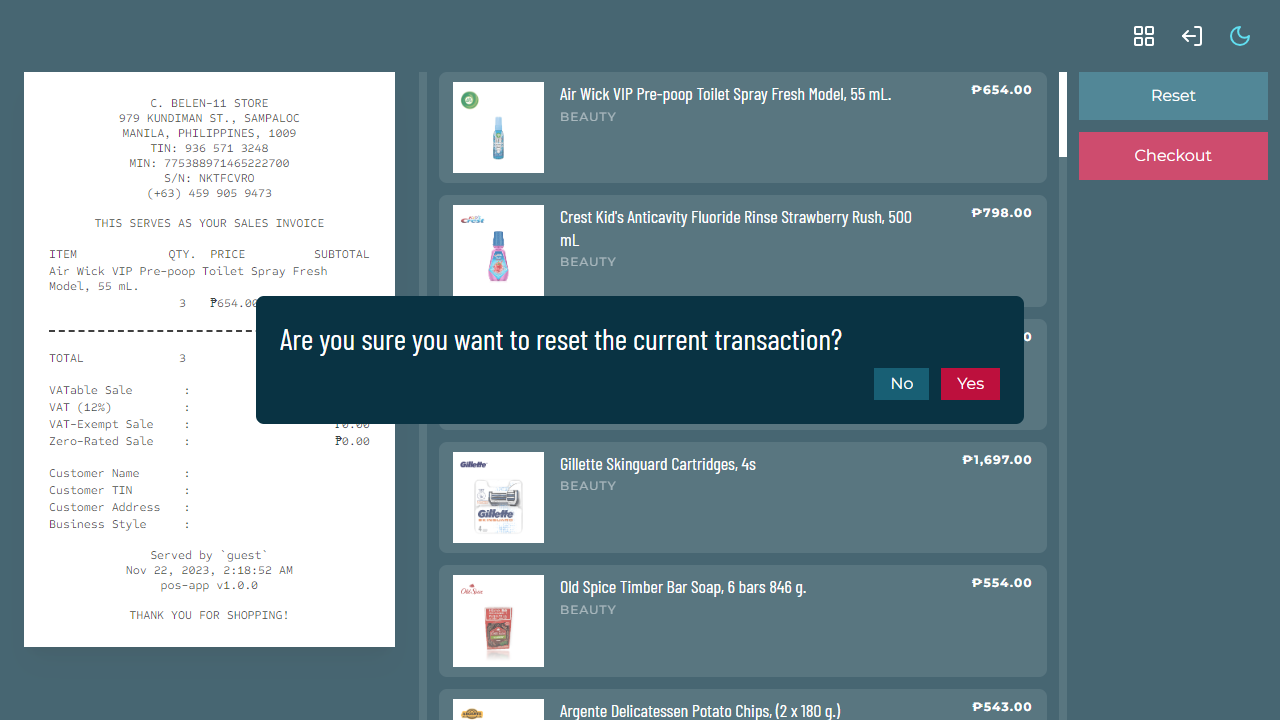 C. BELEN-11 STORE
979 KUNDIMAN ST., SAMPALOC
MANILA, PHILIPPINES, 1009
TIN: 936 571 3248
MIN: 775388971465222700
S/N: NKTFCVRO
(+63) 459 905 9473
THIS SERVES AS YOUR SALES INVOICE
ITEM QTY. PRICE SUBTOTAL
Air Wick VIP Pre-poop Toilet Spray Fresh
Model, 55 mL.
3 ₱654.00
TOTAL 3
VATable Sale :
VAT (12%) :
VAT-Exempt Sale : ₱0.00
Zero-Rated Sale : ₱0.00
Customer Name :
Customer TIN :
Customer Address :
Business Style :
Served by `guest`
Nov 22, 2023, 2:18:52 AM
pos-app v1.0.0
THANK YOU FOR SHOPPING!
Air Wick VIP Pre-poop Toilet Spray Fresh Model, 55 mL. ₱654.00
BEAUTY
Crest
Crest Kid's Anticavity Fluoride Rinse Strawberry Rush, 500 ₱798.00
mL
BEAUTY
Are you sure you want to reset the current transaction?
No Yes
Gillette
Gillette
Gillette Skinguard Cartridges, 4s ₱1,697.00
BEAUTY
Old Spice
Old Spice Timber Bar Soap, 6 bars 846 g. ₱554.00
BEAUTY
Argente Delicatessen Potato Chips, (2 x 180 g.) ₱543.00
Reset
Checkout